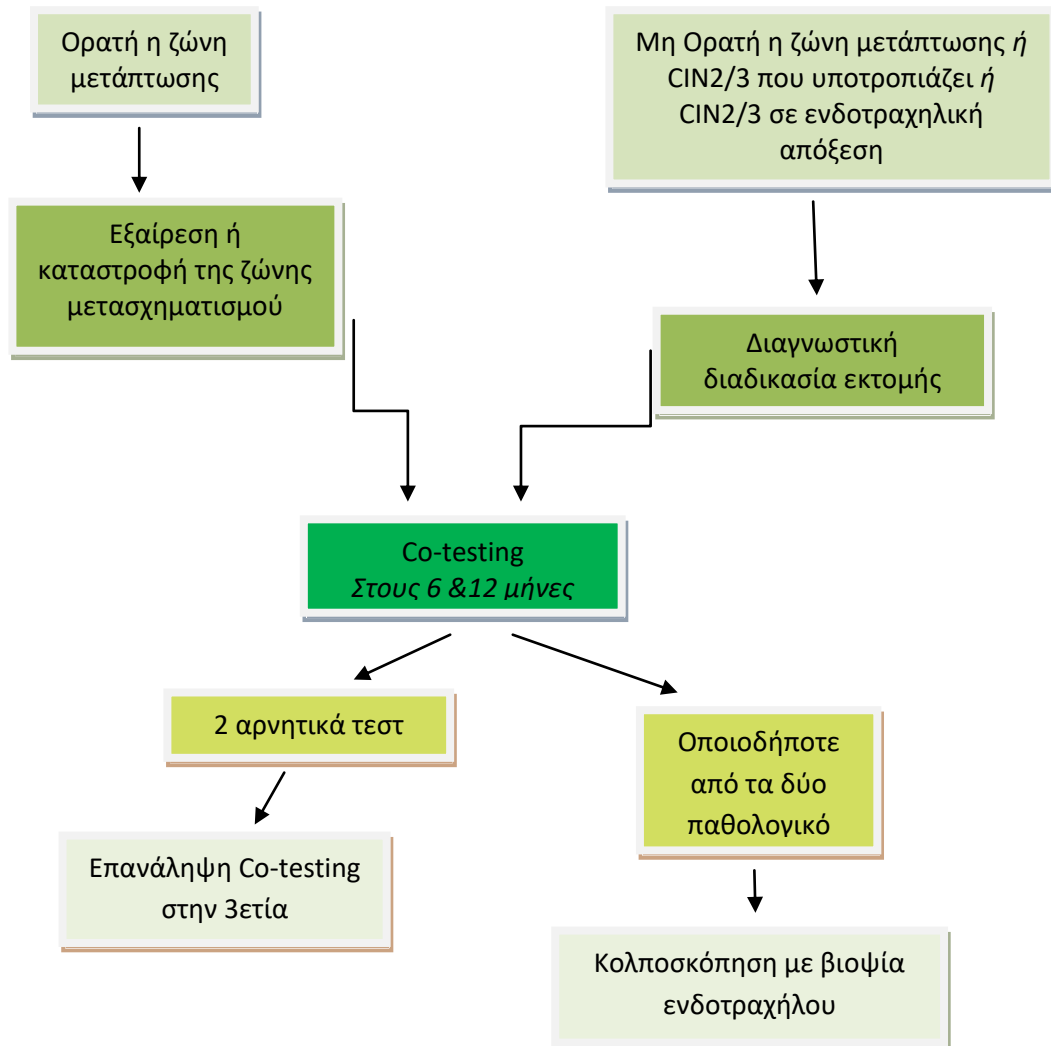 Ορατή η ζώνη
μετάπτωσης
Μη Ορατή η ζώνη μετάπτωσης ή
CIN2/3 που υποτροπιάζει ή
CIN2/3 σε ενδοτραχηλική
απόξεση
Εξαίρεση ή
καταστροφή της ζώνης
μετασχηματισμού
Διαγνωστική
διαδικασία εκτομής
Co-testing
Στους 6 &12 μήνες
2 αρνητικά τεστ
Οποιοδήποτε
από τα δύο
παθολογικό
Επανάληψη Co-testing
στην 3ετία
Κολποσκόπηση με βιοψία
ενδοτραχήλου